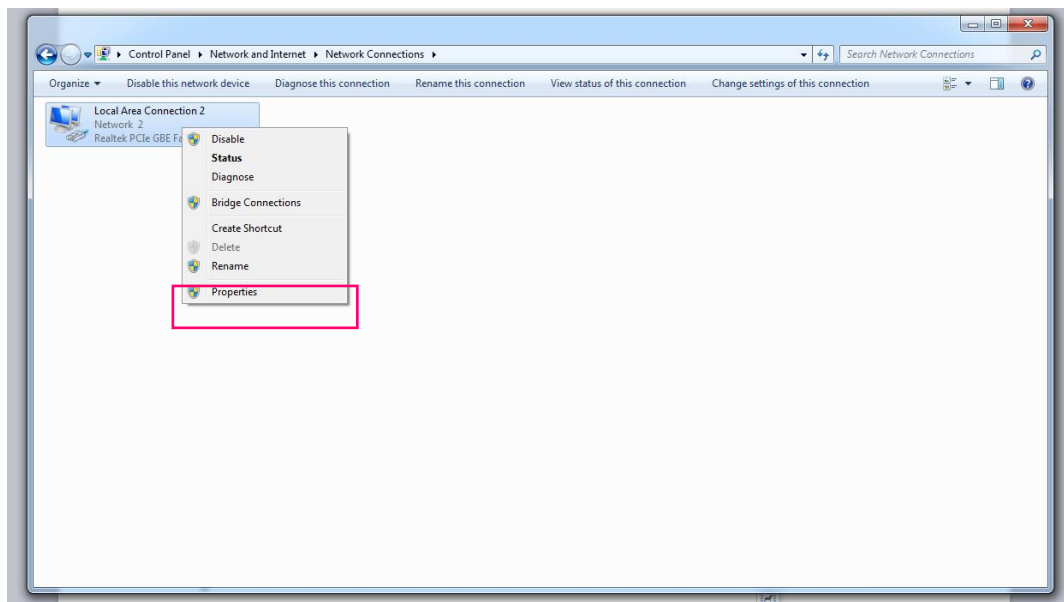 Control Panel Network and Internet Network Connections
Search Network Connections
Organize Disable this network device Diagnose this connection Rename this connection View status of this connection Change settings of this connection
Local Area Connection 2
Network 2
Realtek PCIe GBE
Disable
Status
Diagnose
Bridge Connections
Create Shortcut
Delete
Rename
Properties